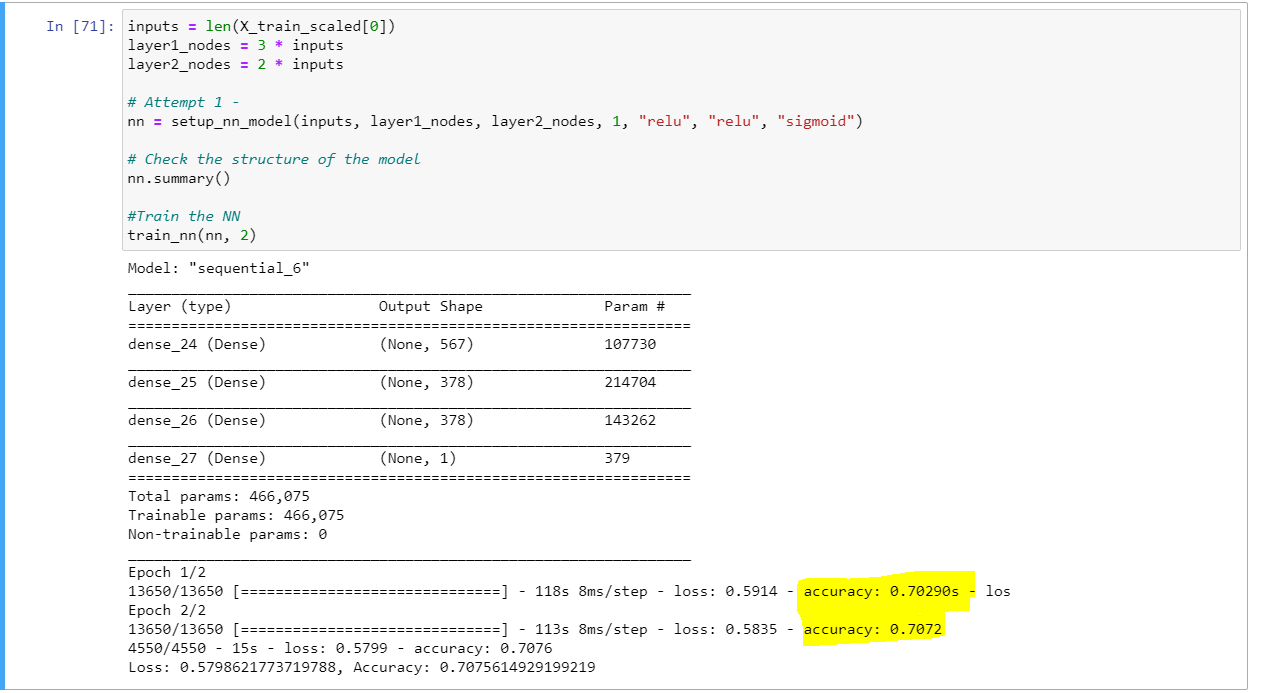 In [71]: inputs = len(X_train_scaled[0])
layer1_nodes = 3 * inputs
layer2_nodes = 2 * inputs
# Attempt 1 -
nn = setup_nn_model(inputs, layer1_nodes, layer2_nodes, 1, "relu", "relu", "sigmoid")
# Check the structure of the model
nn.summary()
#Train the NN
train_nn(nn, 2)
Model: "sequential_6"
_________________________________________________________________
Layer (type)                 Output Shape              Param #
=================================================================
dense_24 (Dense)             (None, 567)               107730
_________________________________________________________________
dense_25 (Dense)             (None, 378)               214704
_________________________________________________________________
dense_26 (Dense)             (None, 378)               143262
_________________________________________________________________
dense_27 (Dense)             (None, 1)                 379
=================================================================
Total params: 466,075
Trainable params: 466,075
Non-trainable params: 0
_________________________________________________________________
Epoch 1/2
13650/13650 [==============================] - 118s 8ms/step - loss: 0.5914 - accuracy: 0.70290s - los
Epoch 2/2
13650/13650 [==============================] - 113s 8ms/step - loss: 0.5835 - accuracy: 0.7072
4550/4550 - 15s - loss: 0.5799 - accuracy: 0.7076
Loss: 0.5798621773719788, Accuracy: 0.7075614929199219